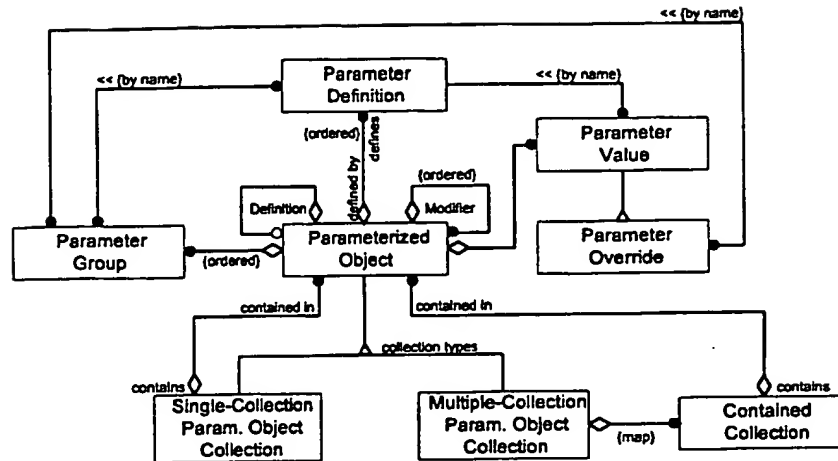 << {by name}
<< {by name}
Parameter
Definition
<< {by name}
{ordered}
defines
Parameter
Value
defined by
{ordered}
Definition
Modifier
Parameter
Group
{ordered}
Parameterized
Object
Parameter
Override
contained in
contained in
collection types
contains
contains
Single-Collection
Param. Object
Collection
Multiple-Collection
Param. Object
Collection
{map}
Contained
Collection